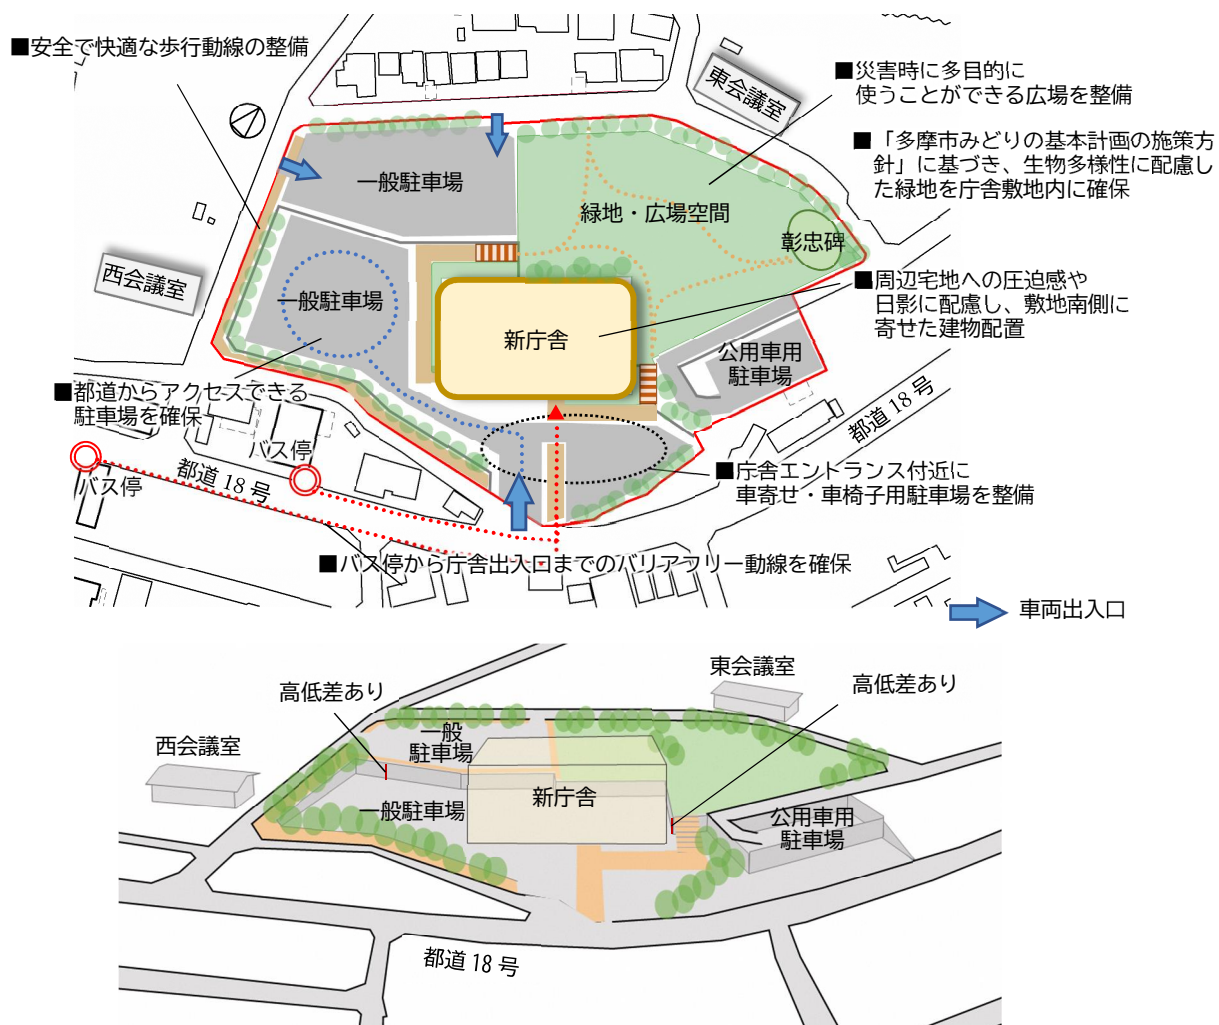 ■安全で快適な歩行動線の整備
東会議室
■災害時に多目的に
使うことができる広場を整備
■「多摩市みどりの基本計画の施策方
針」に基づき、生物多様性に配慮し
た緑地を庁舎敷地内に確保
一般駐車場
緑地・広場空間
彰忠碑
西会議室
一般駐車場
■周辺宅地への圧迫感や
日影に配慮し、敷地南側に
寄せた建物配置
新庁舎
公用車用
駐車場
■都道からアクセスできる
駐車場を確保
都道 18 号
バス停
バス停
都道 18 号
■庁舎エントランス付近に
車寄せ・車椅子用駐車場を整備
■バス停から庁舎出入口までのバリアフリー動線を確保
車両出入口
東会議室
高低差あり
高低差あり
西会議室
一般
駐車場
新庁舎
一般駐車場
公用車用
駐車場
都道 18 号